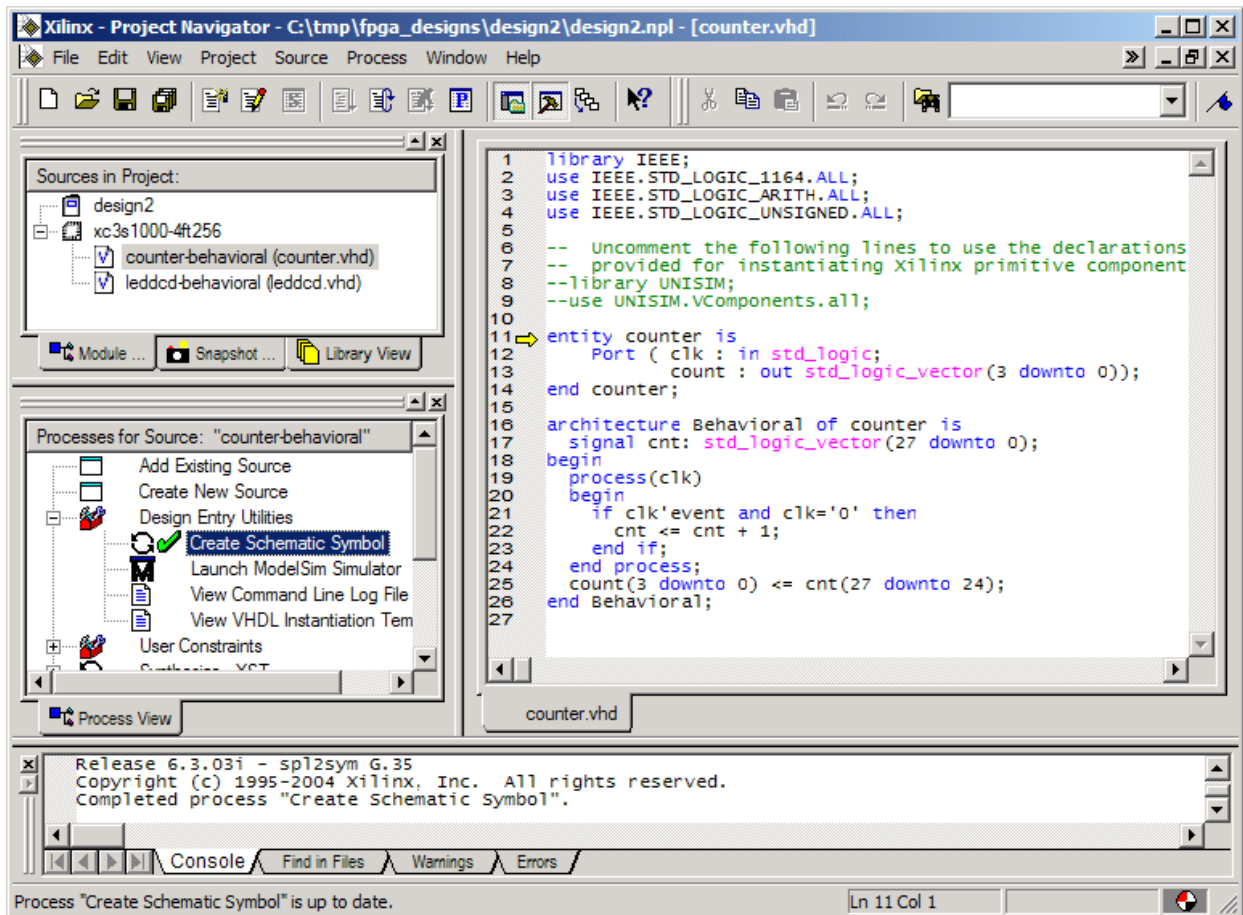 Xilinx - Project Navigator - C:\tmp\fpga_designs\design2\design2.npl - [counter.vhd]
File Edit View Project Source Process Window Help
Sources in Project:
design2
xc3s1000-4ft256
counter-behavioral (counter.vhd)
leddcd-behavioral (leddcd.vhd)
Module ... Snapshot ... Library View
Processes for Source: "counter-behavioral"
Add Existing Source
Create New Source
Design Entry Utilities
Create Schematic Symbol
Launch ModelSim Simulator
View Command Line Log File
View VHDL Instantiation Tem
User Constraints
Process View
1 library IEEE;
2 use IEEE.STD_LOGIC_1164.ALL;
3 use IEEE.STD_LOGIC_ARITH.ALL;
4 use IEEE.STD_LOGIC_UNSIGNED.ALL;
5
6 -- Uncomment the following lines to use the declarations
7 -- provided for instantiating Xilinx primitive component
8 --library UNISIM;
9 --use UNISIM.VComponents.all;
10
11 entity counter is
12 Port ( clk : in std_logic;
13 count : out std_logic_vector(3 downto 0));
14 end counter;
15
16 architecture Behavioral of counter is
17 signal cnt: std_logic_vector(27 downto 0);
18 begin
19 process(clk)
20 begin
21 if clk'event and clk='0' then
22 cnt <= cnt + 1;
23 end if;
24 end process;
25 count(3 downto 0) <= cnt(27 downto 24);
26 end Behavioral;
27
counter.vhd
Release 6.3.03i - spl2sym G.35
Copyright (c) 1995-2004 Xilinx, Inc. All rights reserved.
Completed process "Create Schematic Symbol".
Console Find in Files Warnings Errors
Process "Create Schematic Symbol" is up to date. Ln 11 Col 1